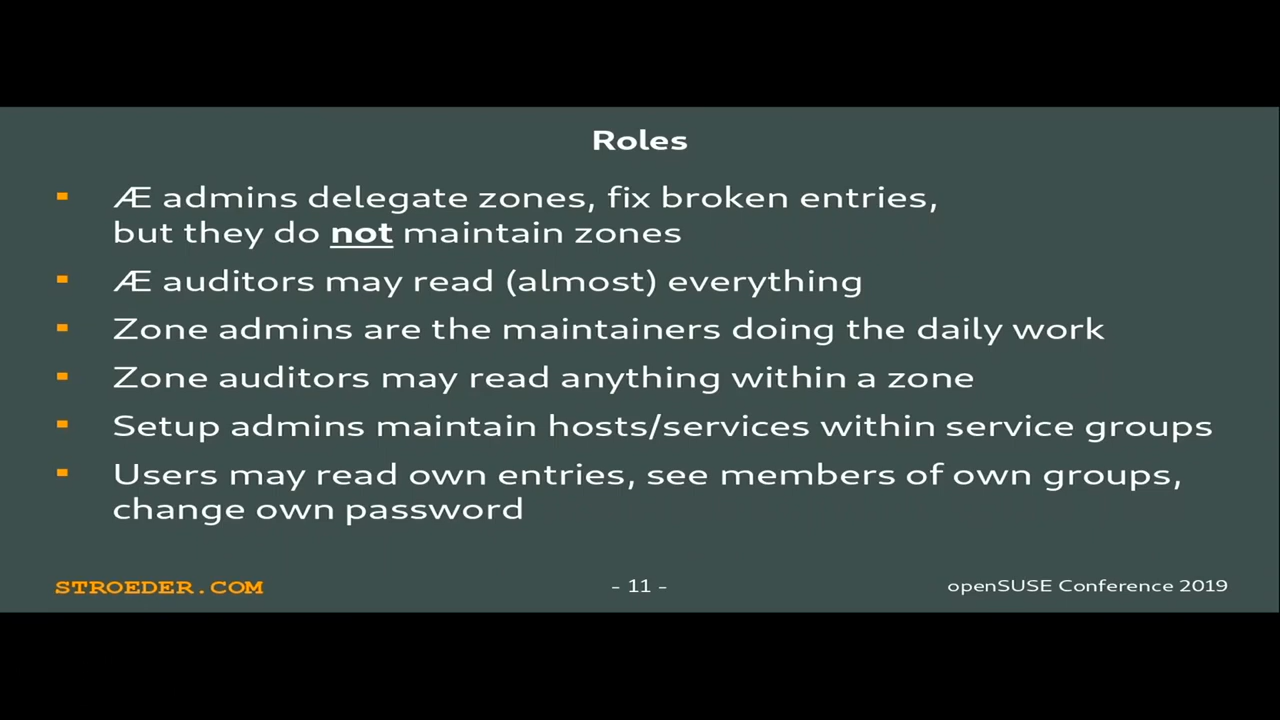 Roles
Æ admins delegate zones, fix broken entries,
but they do not maintain zones
Æ auditors may read (almost) everything
Zone admins are the maintainers doing the daily work
Zone auditors may read anything within a zone
Setup admins maintain hosts/services within service groups
Users may read own entries, see members of own groups,
change own password
STROEDER.COM
- 11 -
openSUSE Conference 2019